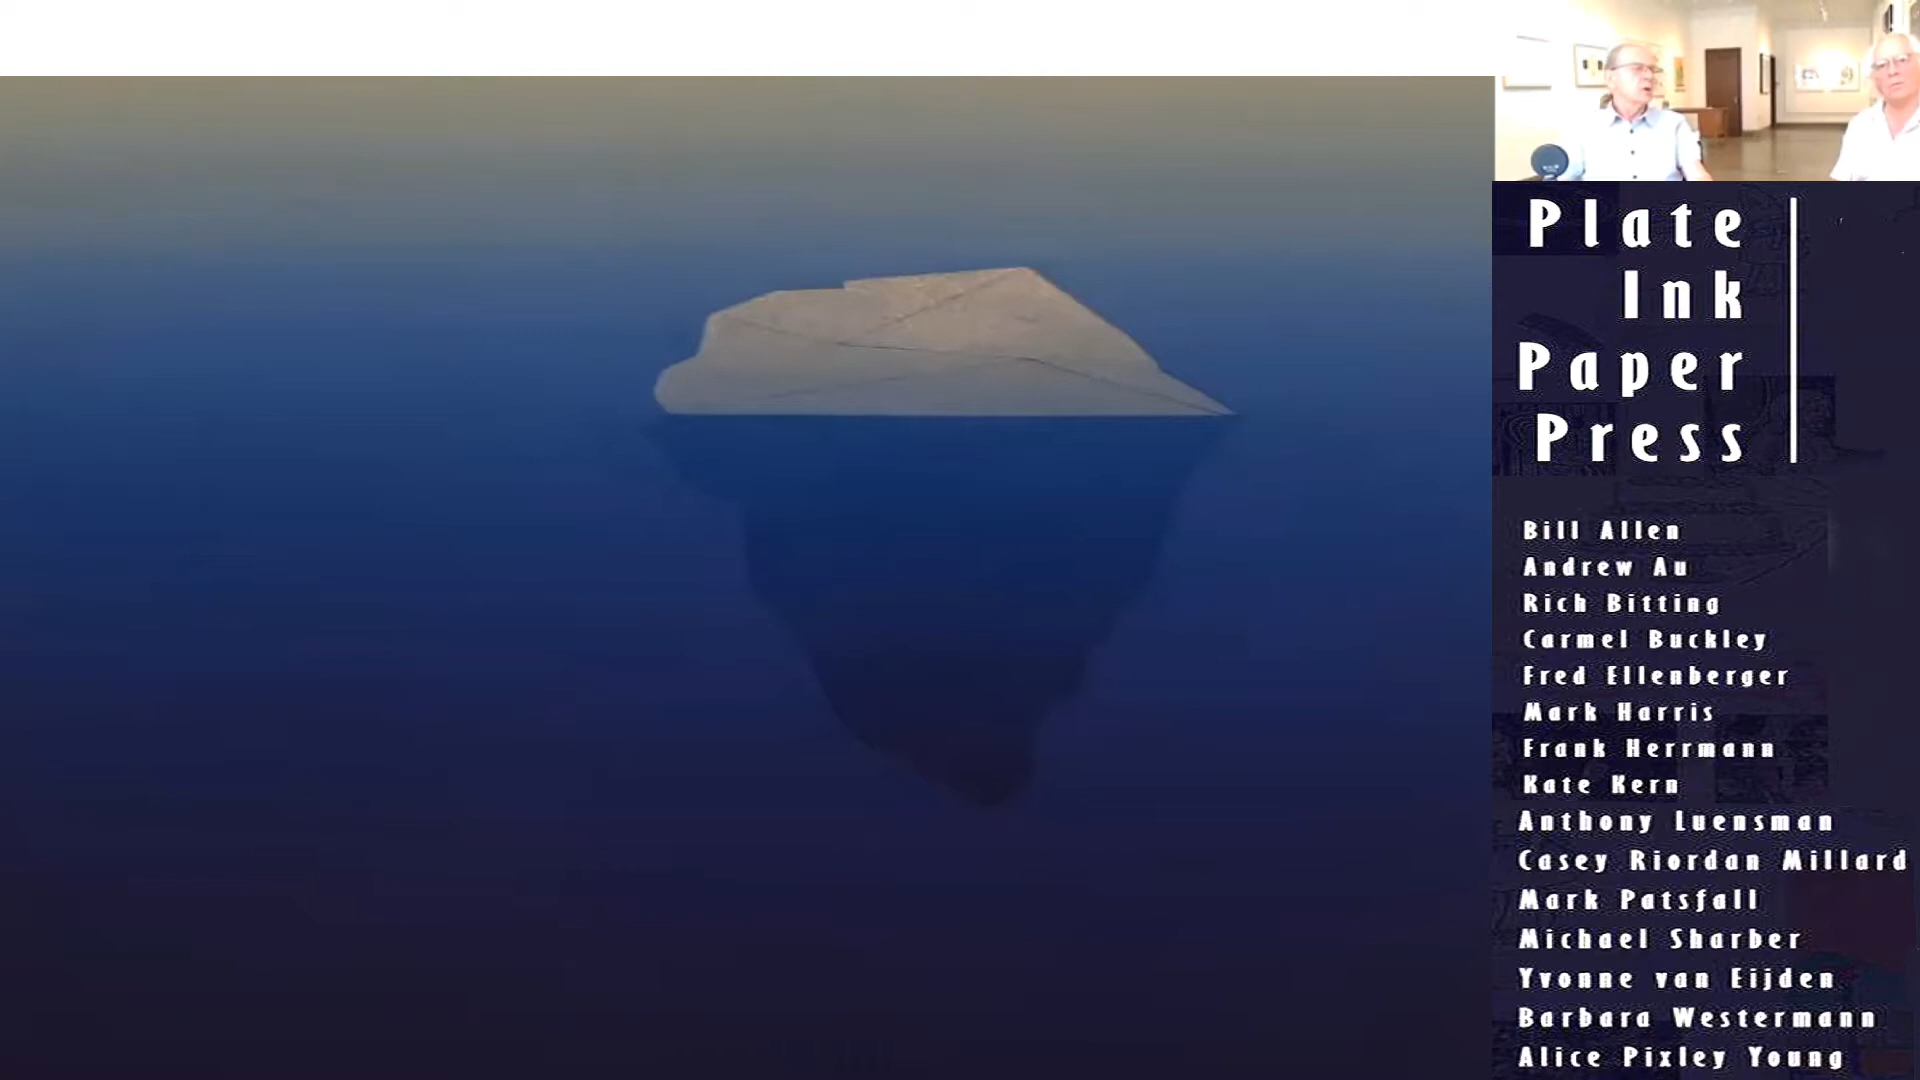 Plate
Ink
Paper
Press
Bill Allen
Andrew Au
Rich Bitting
Carmel Buckley
Fred Ellenberger
Mark Harris
Frank Herrmann
Kate Kern
Anthony Luensman
Casey Riordan Millard
Mark Patsfall
Michael Sharber
Yvonne van Eijden
Barbara Westermann
Alice Pixley Young